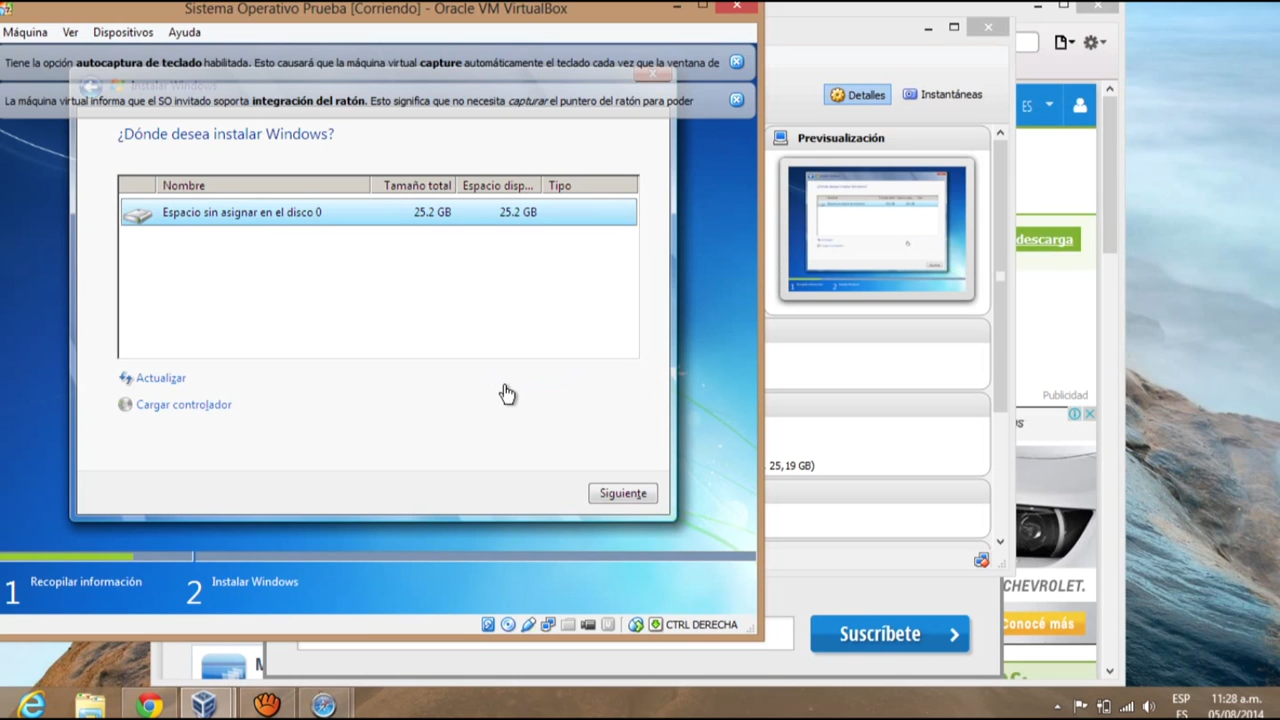 Sistema Operativo Prueba [Corriendo] - Oracle VM VirtualBox
Máquina Ver Dispositivos Ayuda
Tiene la opción autocaptura de teclado habilitada. Esto causará que la máquina virtual capture automáticamente el teclado cada vez que la ventana de
Instalar Windows
La máquina virtual informa que el SO invitado soporta integración del ratón. Esto significa que no necesita capturar el puntero del ratón para poder
¿Dónde desea instalar Windows?
Nombre Tamaño total Espacio disp... Tipo
Espacio sin asignar en el disco 0 25.2 GB 25.2 GB
Actualizar
Cargar controlador
Siguiente
1 Recopilar información 2 Instalar Windows
CTRL DERECHA
Detalles Instantáneas
Previsualización
25,19 GB)
ES
descarga
Publicidad
CHEVROLET.
Conocé más
Suscríbete
M
ESP 11:28 a.m.
ES 05/08/2014